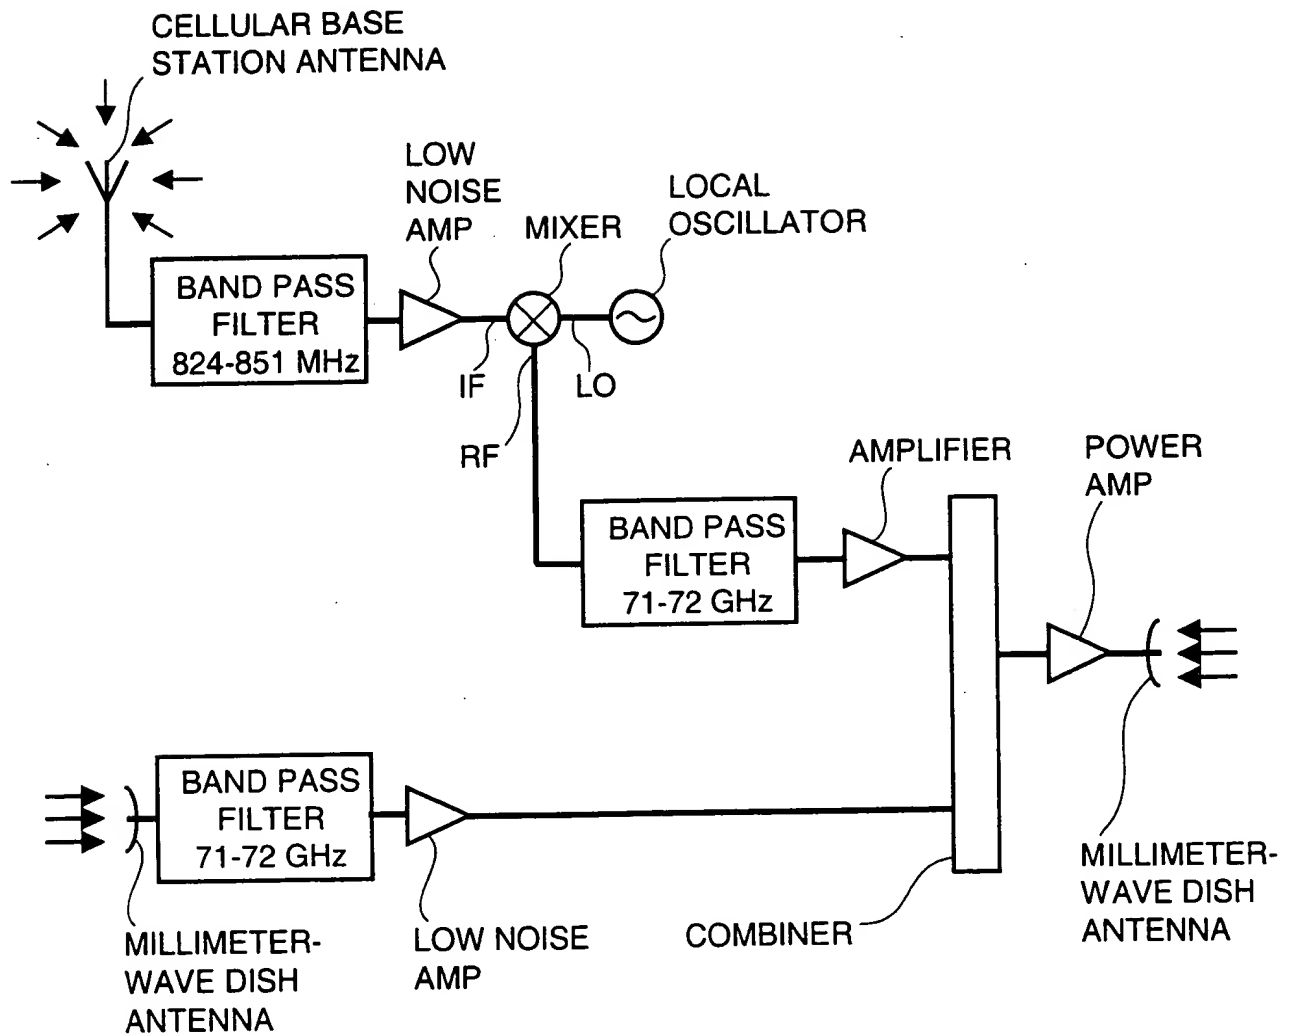 CELLULAR BASE
STATION ANTENNA
LOW
NOISE
AMP
MIXER
LOCAL
OSCILLATOR
BAND PASS
FILTER
824-851 MHz
IF
LO
RF
AMPLIFIER
POWER
AMP
BAND PASS
FILTER
71-72 GHz
BAND PASS
FILTER
71-72 GHz
MILLIMETER-
WAVE DISH
ANTENNA
LOW NOISE
AMP
COMBINER
MILLIMETER-
WAVE DISH
ANTENNA